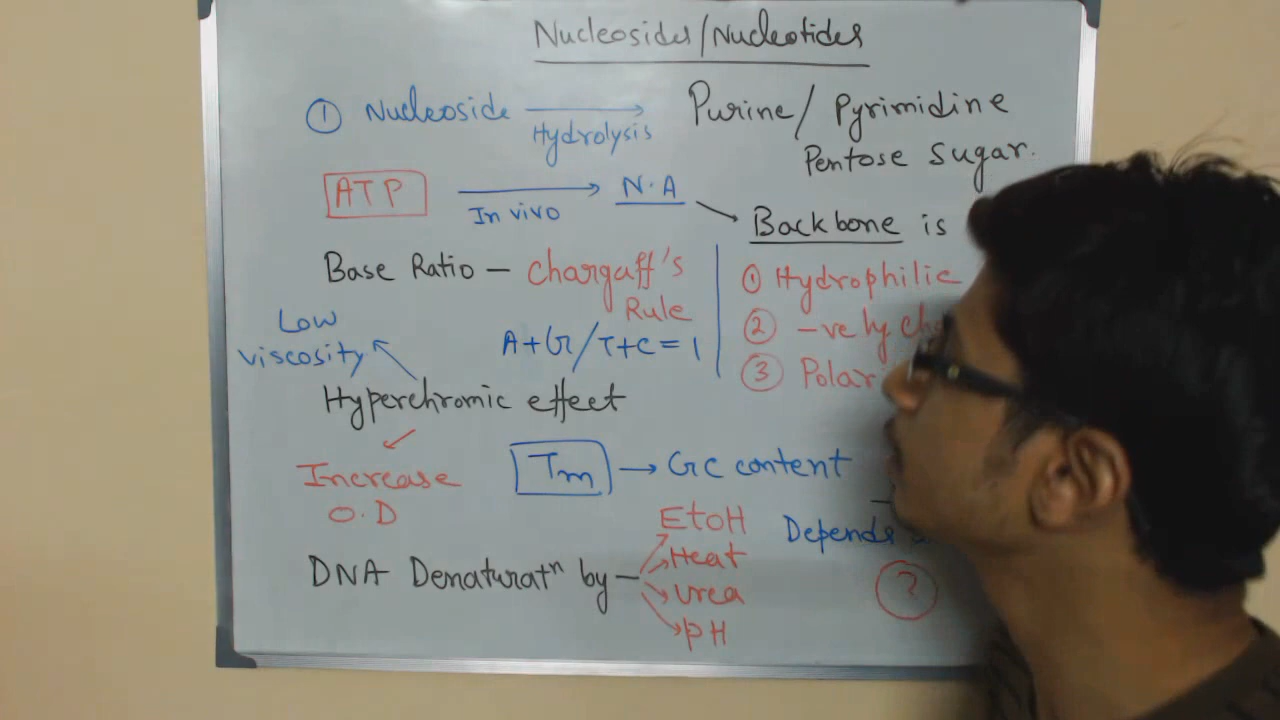 Nucleosides/Nucleotides
① Nucleoside → Purine/Pyrimidine
Hydrolysis
Pentose Sugar.
ATP → N.A
In vivo
Backbone is
① Hydrophilic
② -vely
③ Polar
Base Ratio - Chargaff's
Rule
A+G/T+C=1
Low
viscosity
Hyperchromic effect
Increase
O.D
Tm → GC content
Depends
?
DNA Denaturatⁿ by -
EtOH
Heat
Urea
pH